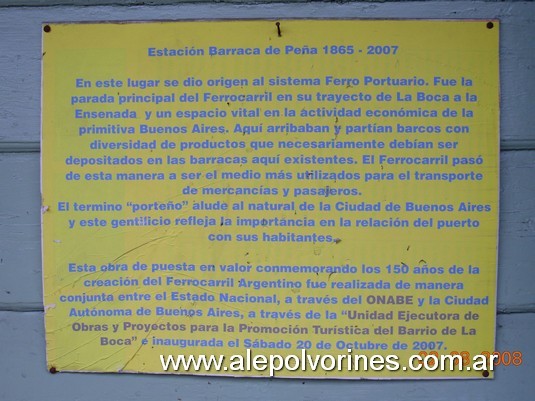 Estación Barraca de Peña 1865 - 2007
En este lugar se dio origen al sistema Ferro Portuario. Fue la
parada principal del Ferrocarril en su trayecto de La Boca a la
Ensenada y un espacio vital en la actividad económica de la
primitiva Buenos Aires. Aquí arribaban y partían barcos con
diversidad de productos que necesariamente debían ser
depositados en las barracas aquí existentes. El Ferrocarril pasó
de esta manera a ser el medio más utilizados para el transporte
de mercancías y pasajeros.
El termino "porteño" alude al natural de la Ciudad de Buenos Aires
y este gentilicio refleja la importancia en la relación del puerto
con sus habitantes.
Esta obra de puesta en valor conmemorando los 150 años de la
creación del Ferrocarril Argentino fue realizada de manera
conjunta entre el Estado Nacional, a través del ONABE y la Ciudad
Autónoma de Buenos Aires, a través de la "Unidad Ejecutora de
Obras y Proyectos para la Promoción Turística del Barrio de La
Boca" e inaugurada el Sábado 20 de Octubre de 2007.
www.alepolvorines.com.ar